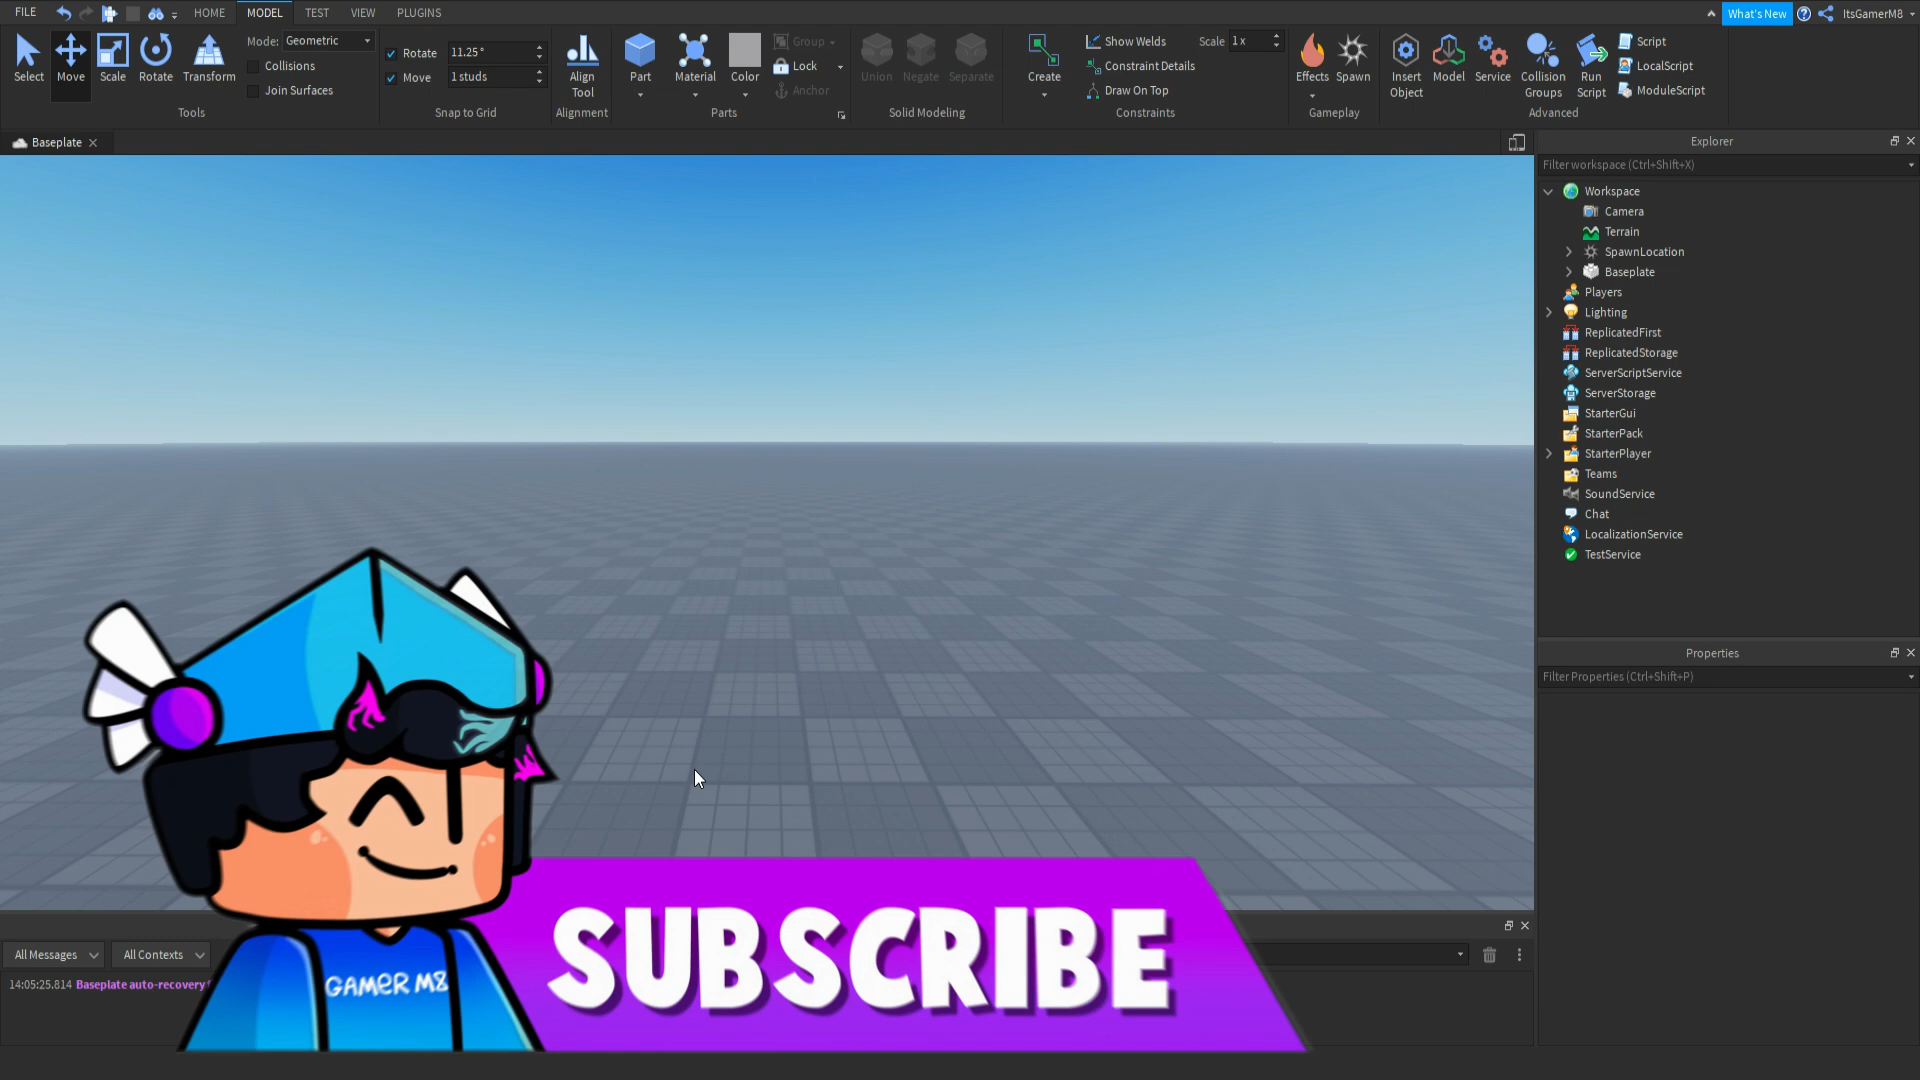 FILE HOME MODEL TEST VIEW PLUGINS What's New ItsGamerM8
Select Move Scale Rotate Transform
Mode: Geometric
Collisions
Join Surfaces
Tools
Rotate 11.25 °
Move 1 studs
Snap to Grid
Align Tool
Alignment
Part Material Color
Group
Lock
Anchor
Parts
Union Negate Separate
Solid Modeling
Create
Show Welds Scale 1 x
Constraint Details
Draw On Top
Constraints
Effects Spawn
Gameplay
Insert Object Model Service Collision Groups Run Script
Script
LocalScript
ModuleScript
Advanced
Baseplate
Explorer
Filter workspace (Ctrl+Shift+X)
Workspace
Camera
Terrain
SpawnLocation
Baseplate
Players
Lighting
ReplicatedFirst
ReplicatedStorage
ServerScriptService
ServerStorage
StarterGui
StarterPack
StarterPlayer
Teams
SoundService
Chat
LocalizationService
TestService
Properties
Filter Properties (Ctrl+Shift+P)
All Messages All Contexts
14:05:25.814 Baseplate auto-recovery
GAMER M8
SUBSCRIBE